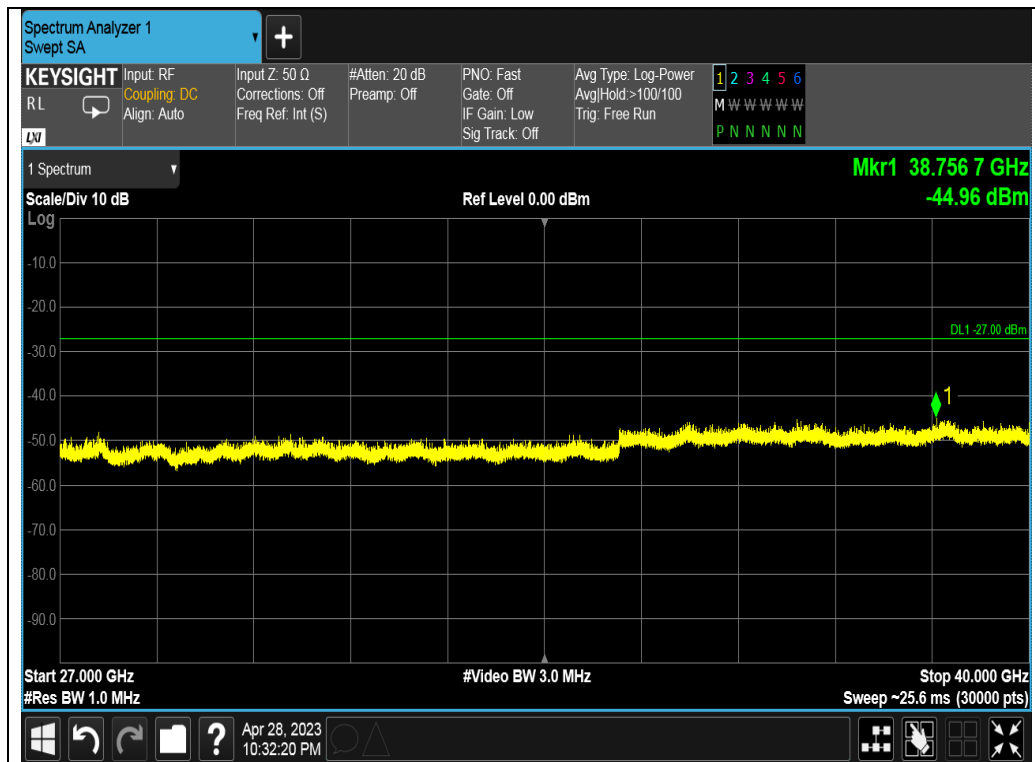 Spectrum Analyzer 1
Swept SA
+
KEYSIGHT
RL
LXI
Input: RF
Coupling: DC
Align: Auto
Input Z: 50 Ω
Corrections: Off
Freq Ref: Int (S)
#Atten: 20 dB
Preamp: Off
PNO: Fast
Gate: Off
IF Gain: Low
Sig Track: Off
Avg Type: Log-Power
Avg|Hold:>100/100
Trig: Free Run
1 2 3 4 5 6
M W W W W W
P N N N N N
1 Spectrum
Mkr1 38.756 7 GHz
-44.96 dBm
Scale/Div 10 dB
Ref Level 0.00 dBm
Log
-10.0
-20.0
DL1 -27.00 dBm
-30.0
-40.0
1
-50.0
-60.0
-70.0
-80.0
-90.0
Start 27.000 GHz
#Video BW 3.0 MHz
Stop 40.000 GHz
#Res BW 1.0 MHz
Sweep ~25.6 ms (30000 pts)
?
Apr 28, 2023
10:32:20 PM